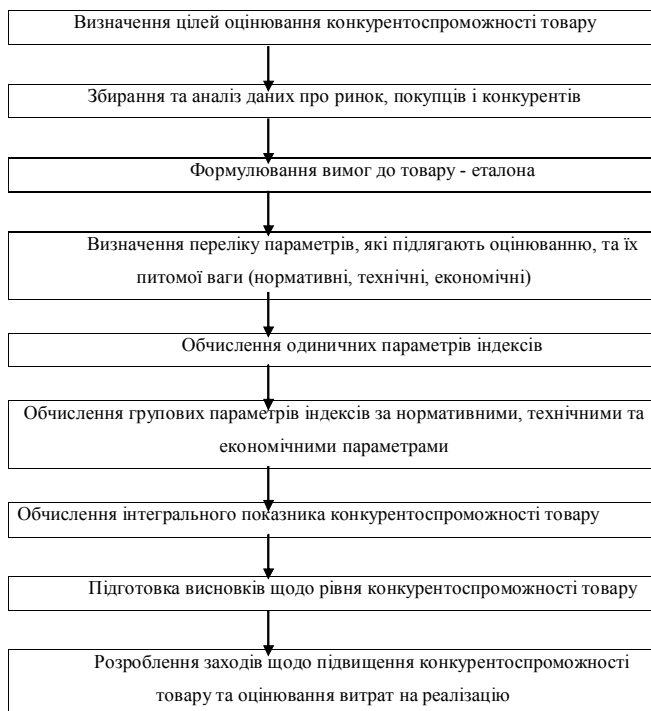 Визначення цілей оцінювання конкурентоспроможності товару
Збирання та аналіз даних про ринок, покупців і конкурентів
Формулювання вимог до товару - еталона
Визначення переліку параметрів, які підлягають оцінюванню, та їх
питомої ваги (нормативні, технічні, економічні)
Обчислення одиничних параметрів індексів
Обчислення групових параметрів індексів за нормативними, технічними та
економічними параметрами
Обчислення інтегрального показника конкурентоспроможності товару
Підготовка висновків щодо рівня конкурентоспроможності товару
Розроблення заходів щодо підвищення конкурентоспроможності
товару та оцінювання витрат на реалізацію